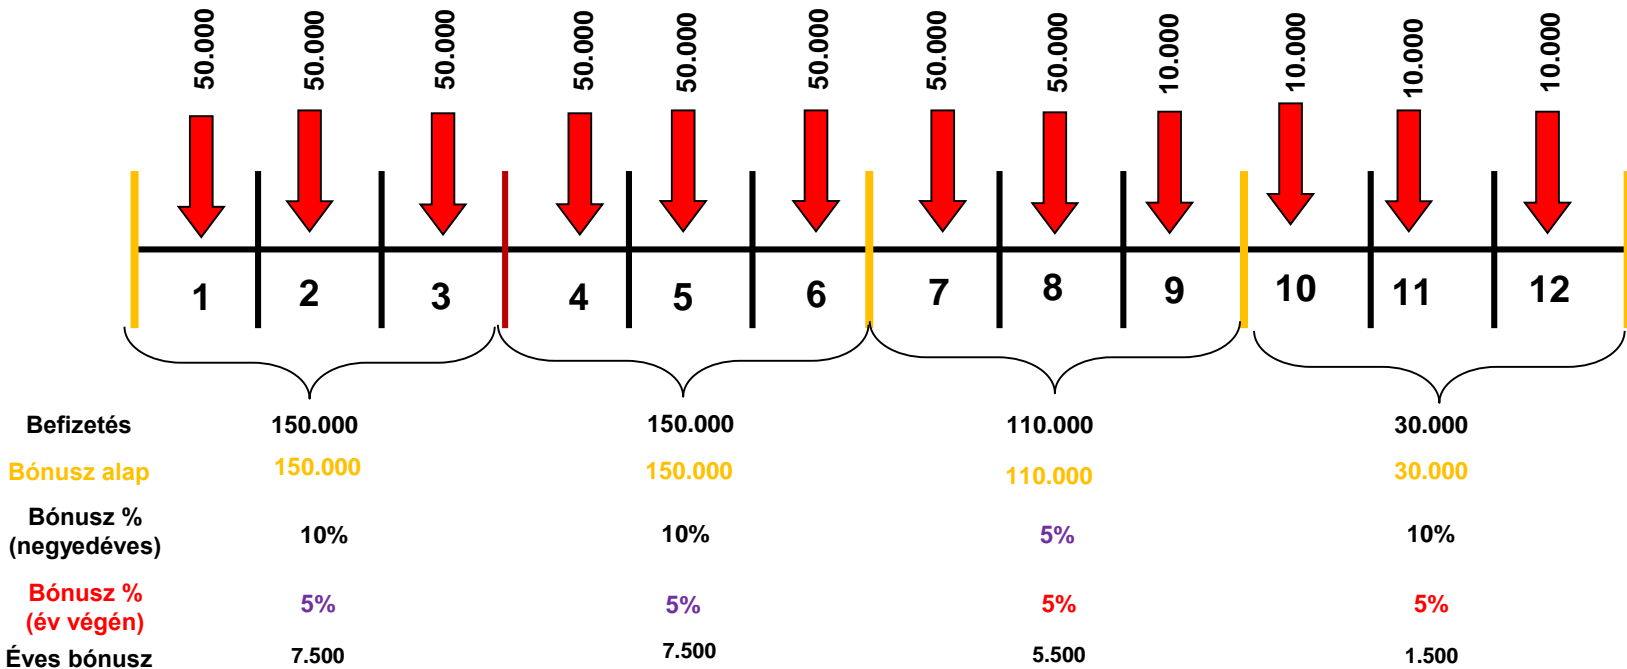 50.000 50.000 50.000 50.000 50.000 50.000 50.000 50.000 10.000 10.000 10.000 10.000
1 2 3 4 5 6 7 8 9 10 11 12
Befizetés 150.000 150.000 110.000 30.000
Bónusz alap 150.000 150.000 110.000 30.000
Bónusz %
(negyedéves) 10% 10% 5% 10%
Bónusz %
(év végén) 5% 5% 5% 5%
Éves bónusz 7.500 7.500 5.500 1.500